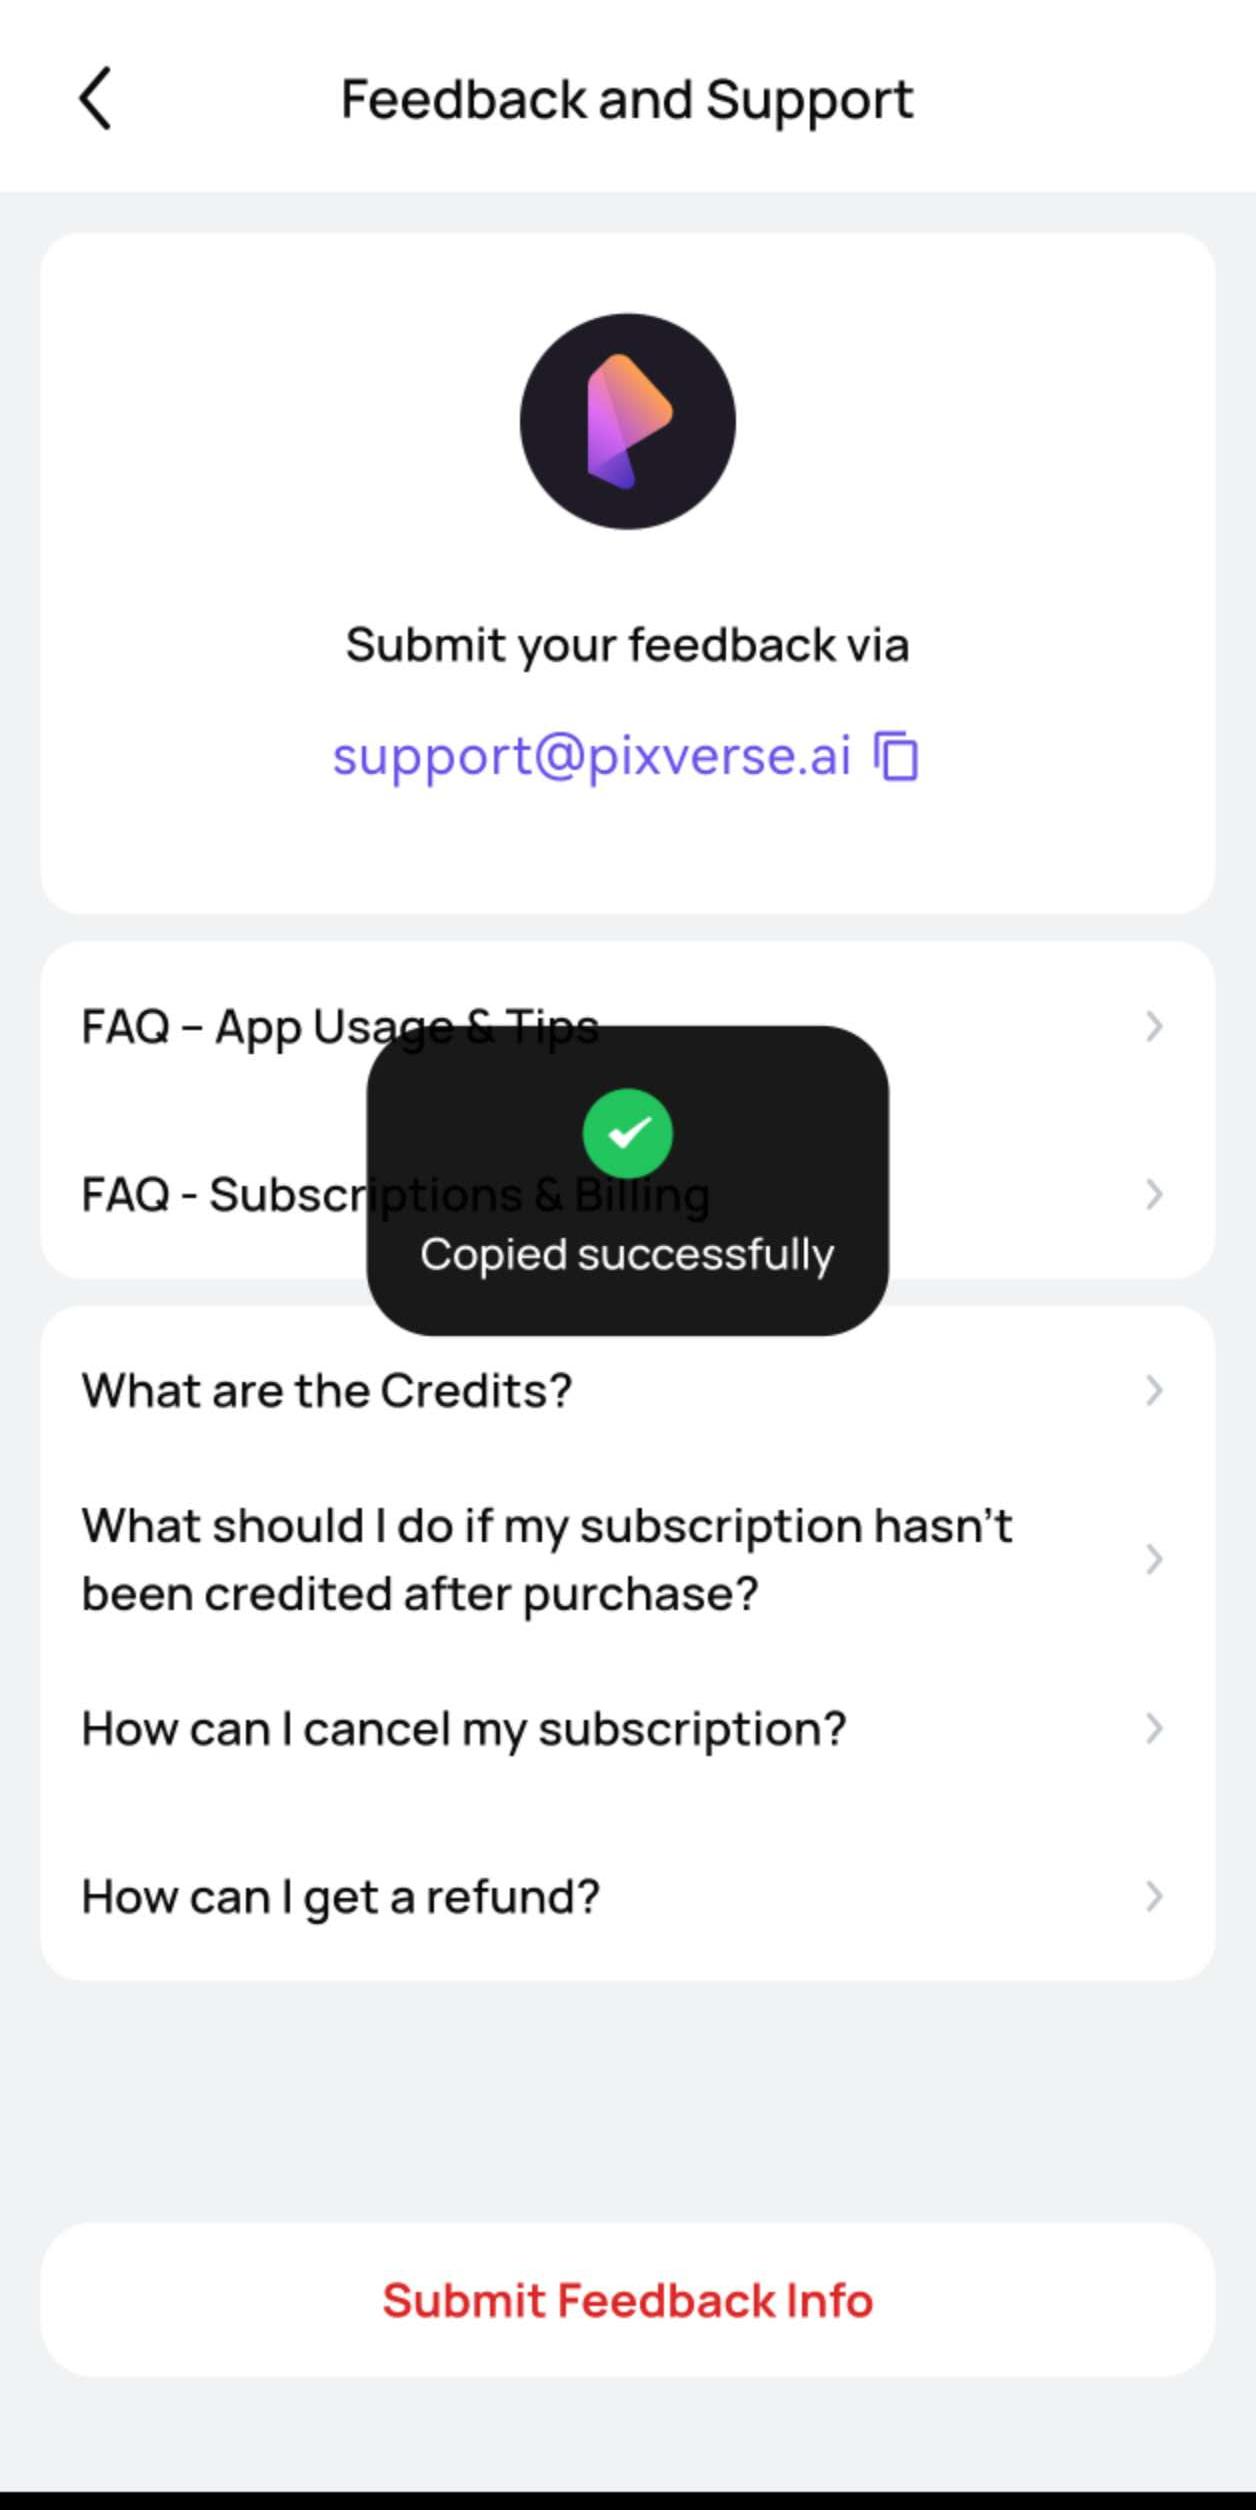 Feedback and Support
Submit your feedback via
support@pixverse.ai
FAQ – App Usage & Tips
FAQ - Subscriptions & Billing
Copied successfully
What are the Credits?
What should I do if my subscription hasn’t
been credited after purchase?
How can I cancel my subscription?
How can I get a refund?
Submit Feedback Info